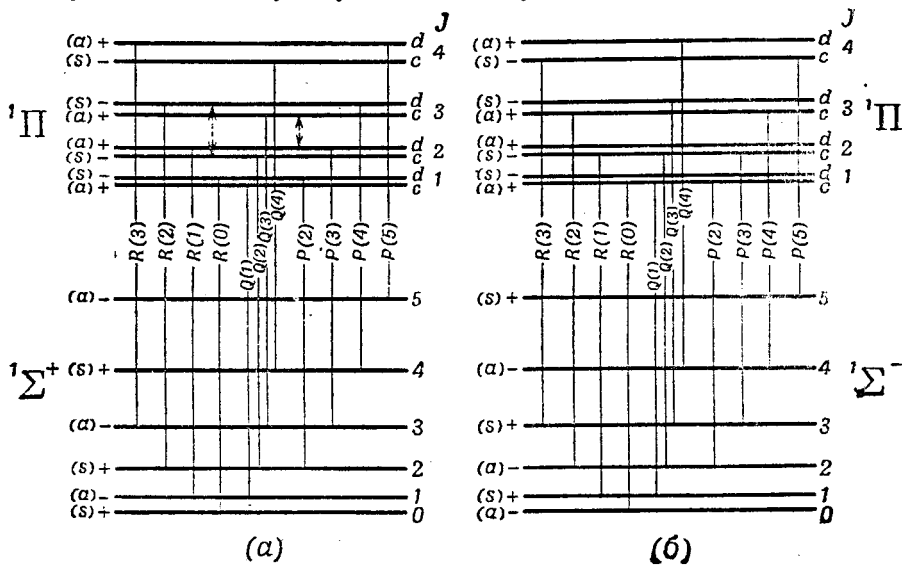 J
(a)+ d 4
(s)− c
(s)− d 3
(a)+ c
¹Π
(a)+ d 2
(s)− c
(s)− d 1
(a)+ c
R(3) R(2) R(1) R(0) Q(1) Q(2) Q(3) Q(4) P(2) P(3) P(4) P(5)
(a)− 5
¹Σ⁺
(s)+ 4
(a)− 3
(s)+ 2
(a)− 1
(s)+ 0
(а)
J
(a)+ d 4
(s)− c
(s)− d 3
(a)+ c
¹Π
(a)+ d 2
(s)− c
(s)− d 1
(a)+ c
R(3) R(2) R(1) R(0) Q(1) Q(2) Q(3) Q(4) P(2) P(3) P(4) P(5)
(s)+ 5
(a)− 4
¹Σ⁻
(s)+ 3
(a)− 2
(s)+ 1
(a)− 0
(б)